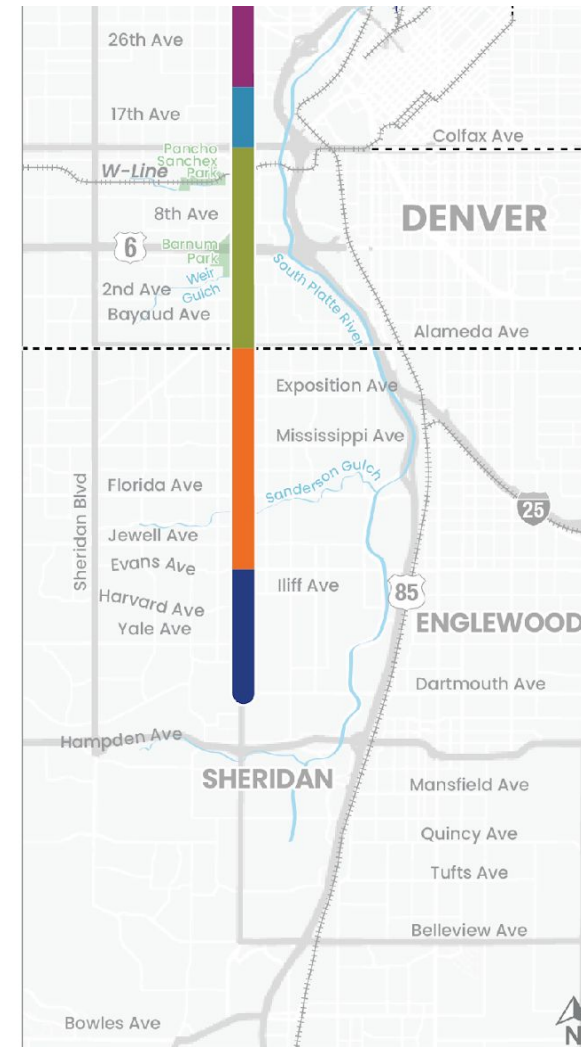 26th Ave
17th Ave
Colfax Ave
Pancho
Sanchex
Park
W-Line
8th Ave
DENVER
6
Barnum
Park
Weir
Gulch
South Platte River
2nd Ave
Bayaud Ave
Alameda Ave
Exposition Ave
Mississippi Ave
Sanderson Gulch
Florida Ave
Sheridan Blvd
25
Jewell Ave
Evans Ave
Iliff Ave
85
Harvard Ave
Yale Ave
ENGLEWOOD
Dartmouth Ave
Hampden Ave
SHERIDAN
Mansfield Ave
Quincy Ave
Tufts Ave
Belleview Ave
Bowles Ave
N